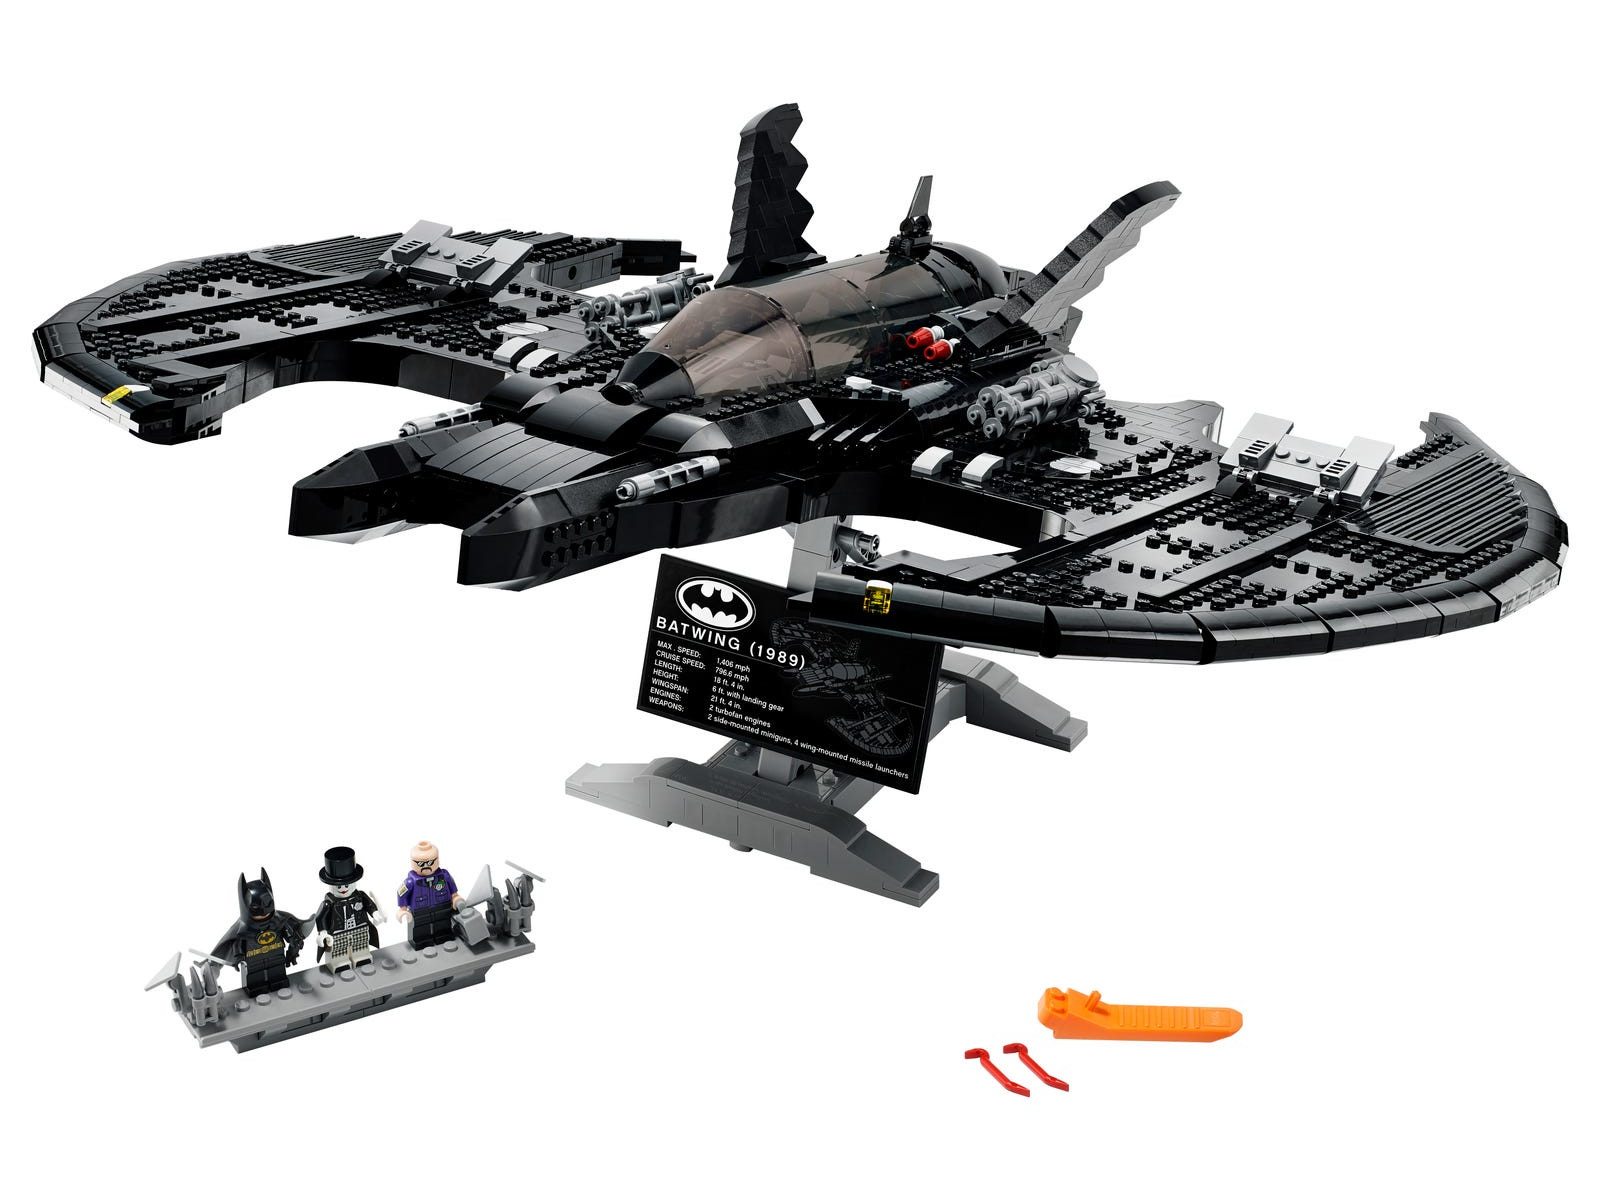 BATWING (1989)
MAX. SPEED: 1,406 mph
CRUISE SPEED: 796.6 mph
LENGTH: 18 ft. 4 in.
HEIGHT: 6 ft. with landing gear
WINGSPAN: 21 ft. 4 in.
ENGINES: 2 turbofan engines
WEAPONS: 2 side-mounted miniguns, 4 wing-mounted missile launchers